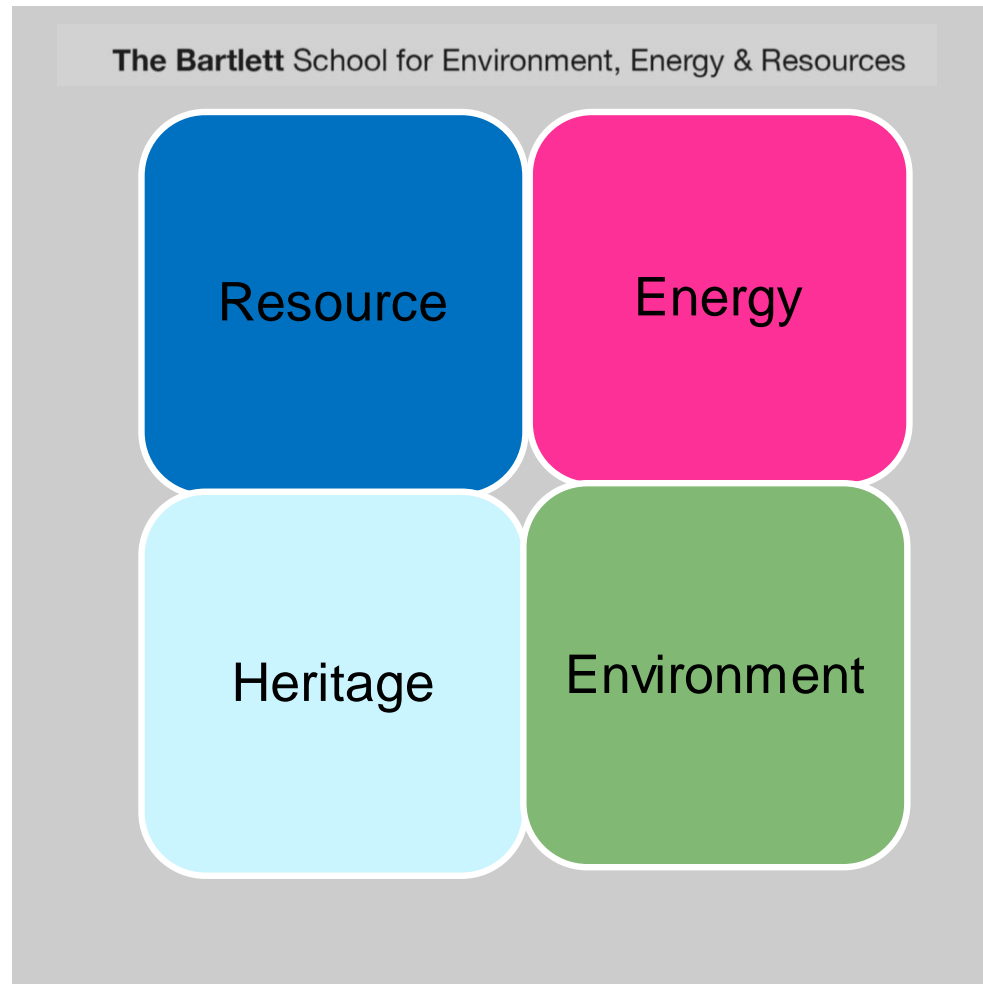 The Bartlett School for Environment, Energy & Resources
Resource
Energy
Heritage
Environment